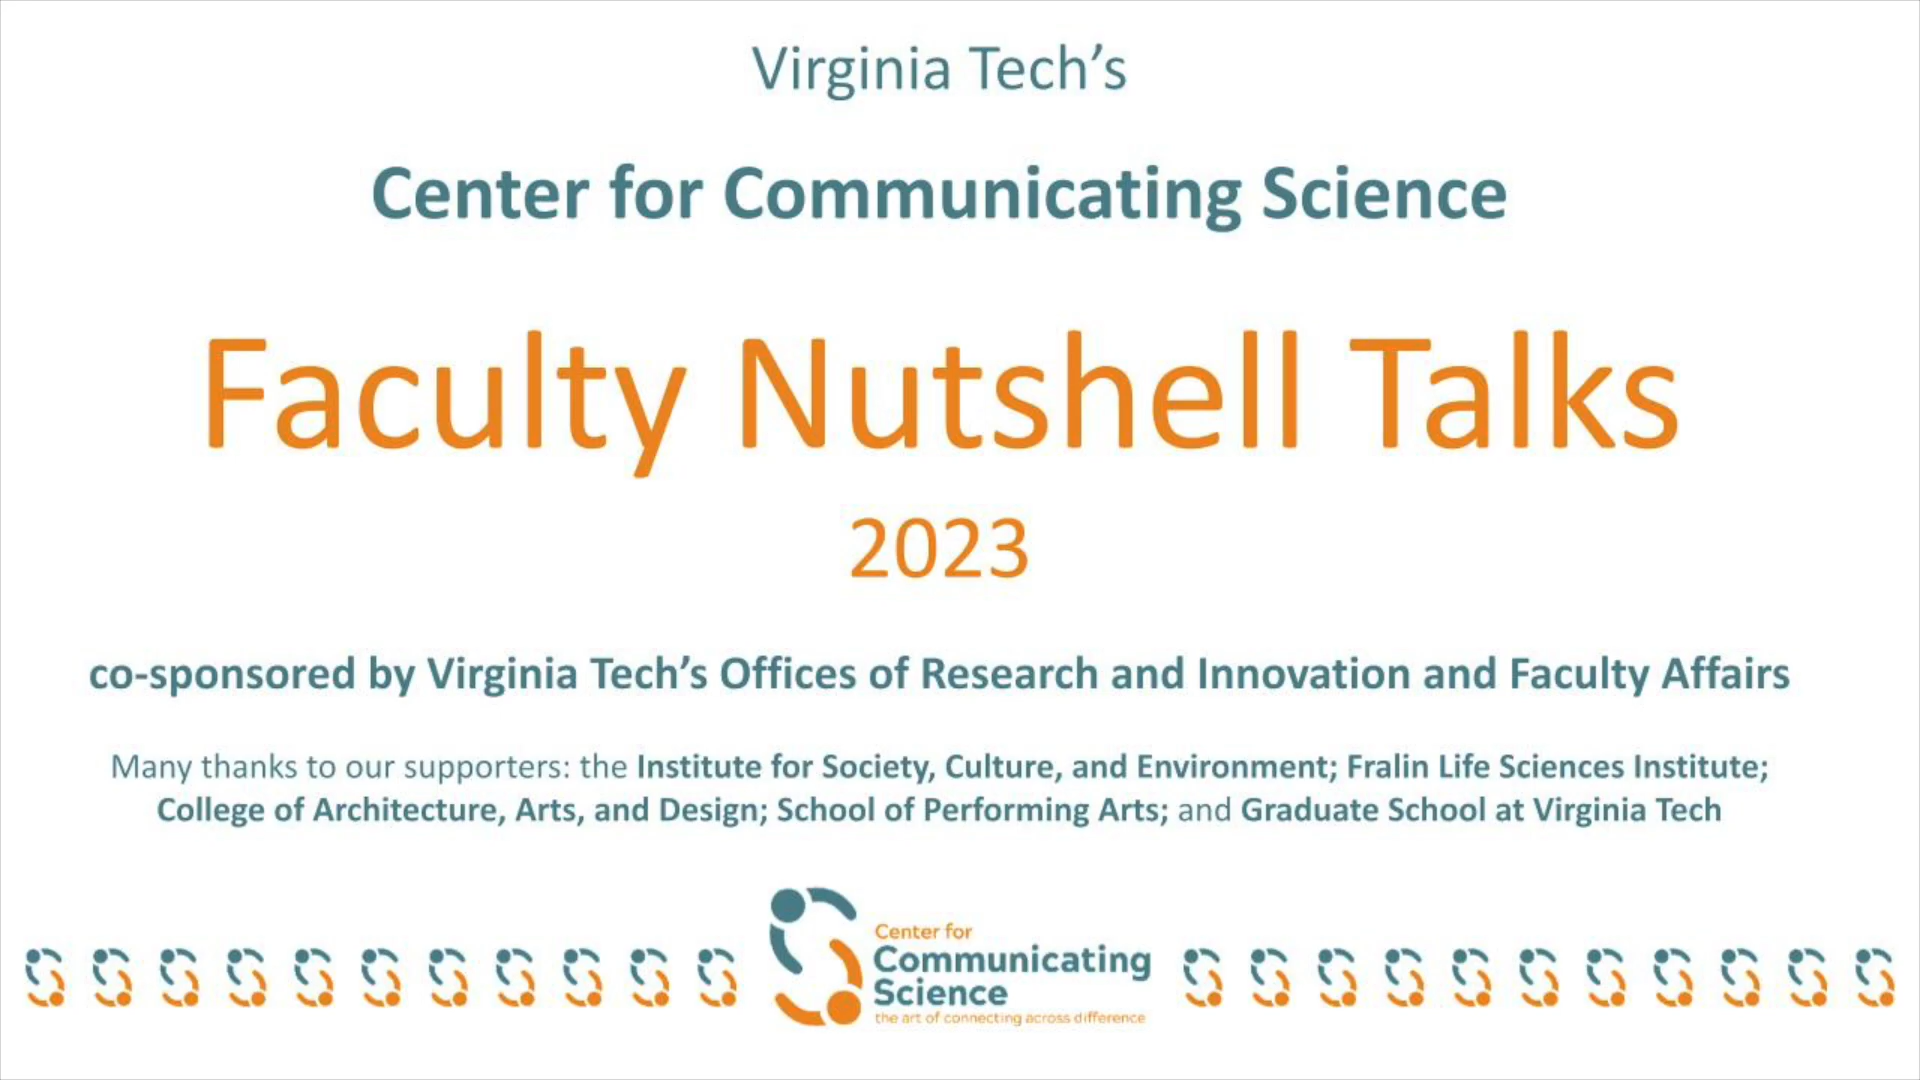 Virginia Tech’s
Center for Communicating Science
Faculty Nutshell Talks
2023
co-sponsored by Virginia Tech’s Offices of Research and Innovation and Faculty Affairs
Many thanks to our supporters: the Institute for Society, Culture, and Environment; Fralin Life Sciences Institute;
College of Architecture, Arts, and Design; School of Performing Arts; and Graduate School at Virginia Tech
Center for
Communicating
Science
the art of connecting across difference